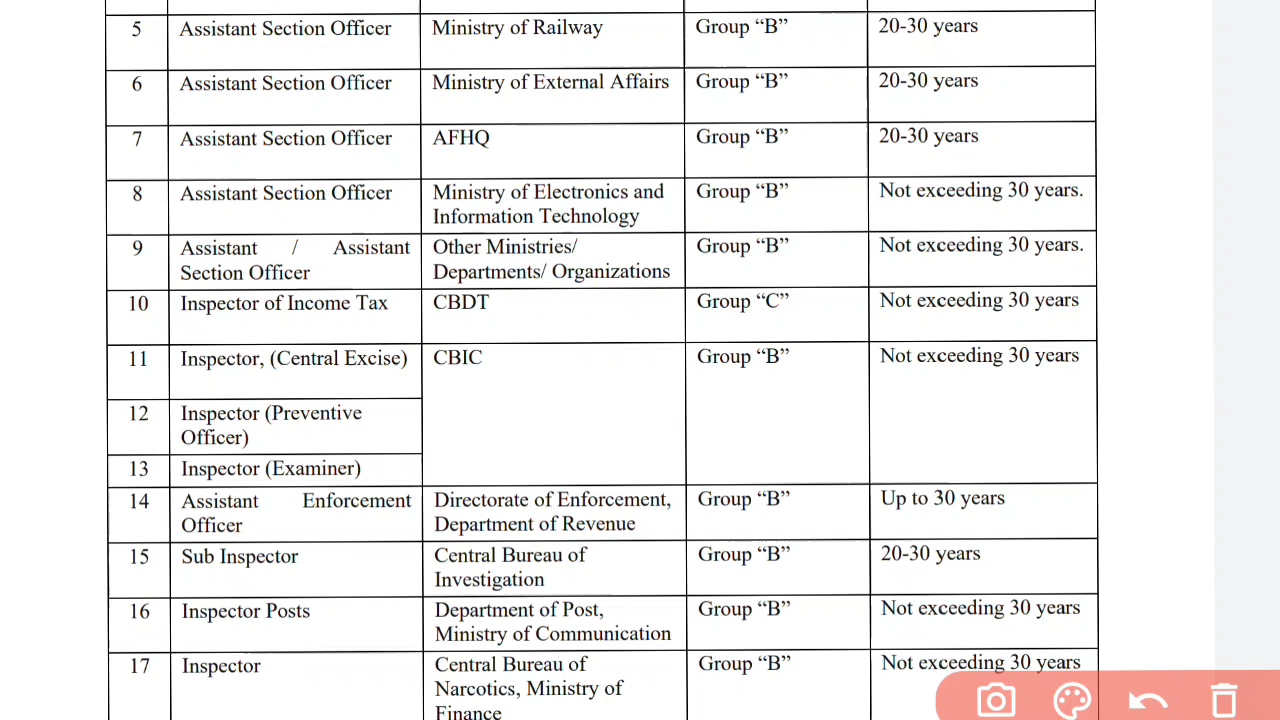 5 Assistant Section Officer Ministry of Railway Group “B” 20-30 years
6 Assistant Section Officer Ministry of External Affairs Group “B” 20-30 years
7 Assistant Section Officer AFHQ Group “B” 20-30 years
8 Assistant Section Officer Ministry of Electronics and Group “B” Not exceeding 30 years.
Information Technology
9 Assistant / Assistant Other Ministries/ Group “B” Not exceeding 30 years.
Section Officer Departments/ Organizations
10 Inspector of Income Tax CBDT Group “C” Not exceeding 30 years
11 Inspector, (Central Excise) CBIC Group “B” Not exceeding 30 years
12 Inspector (Preventive
Officer)
13 Inspector (Examiner)
14 Assistant Enforcement Directorate of Enforcement, Group “B” Up to 30 years
Officer Department of Revenue
15 Sub Inspector Central Bureau of Group “B” 20-30 years
Investigation
16 Inspector Posts Department of Post, Group “B” Not exceeding 30 years
Ministry of Communication
17 Inspector Central Bureau of Group “B” Not exceeding 30 years
Narcotics, Ministry of
Finance